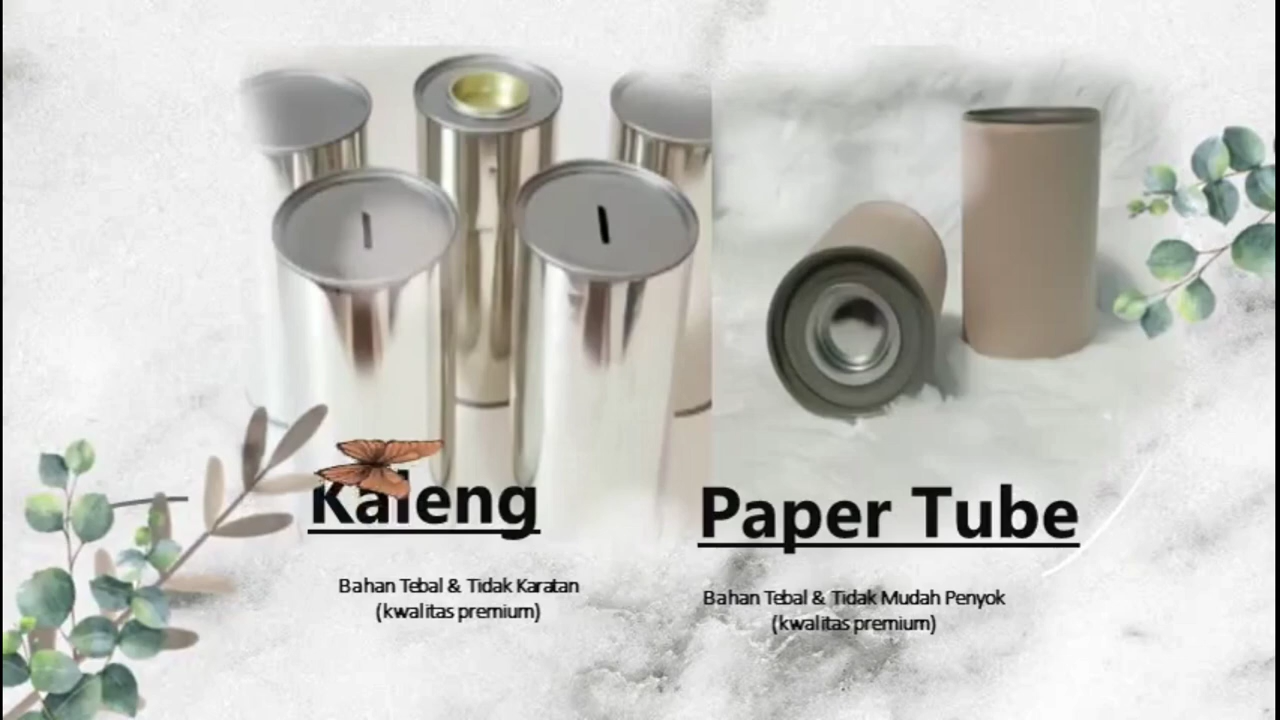 Kaleng
Bahan Tebal & Tidak Karatan
(kwalitas premium)
Paper Tube
Bahan Tebal & Tidak Mudah Penyok
(kwalitas premium)